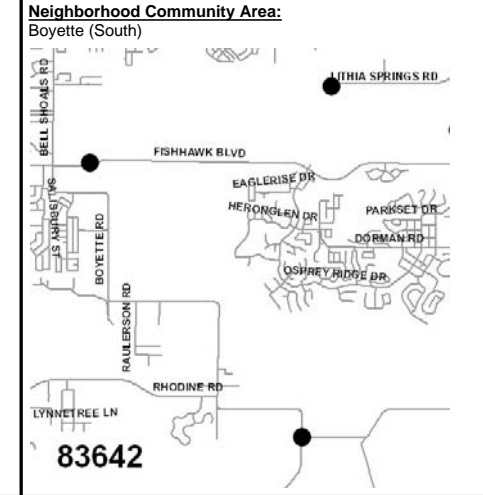 Neighborhood Community Area:
Boyette (South)
LITHIA SPRINGS RD
BELL SHOALS RD
FISHHAWK BLVD
EAGLERISE DR
SALISBURY ST
HERONGLEN DR
PARKSET DR
BOYETTE RD
DORMAN RD
OSPREY RIDGE DR
RAULERSON RD
RHODINE RD
LYNNETREE LN
83642